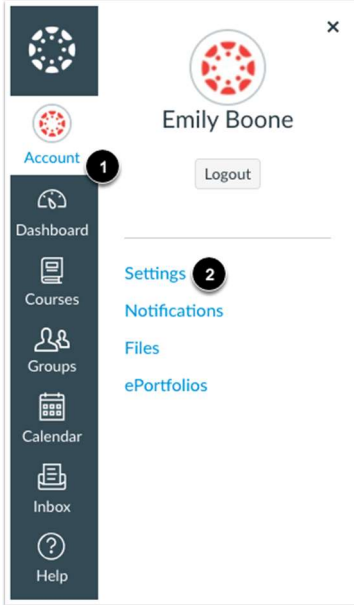 Account
1
Dashboard
Courses
Groups
Calendar
Inbox
Help
×
Emily Boone
Logout
Settings 2
Notifications
Files
ePortfolios